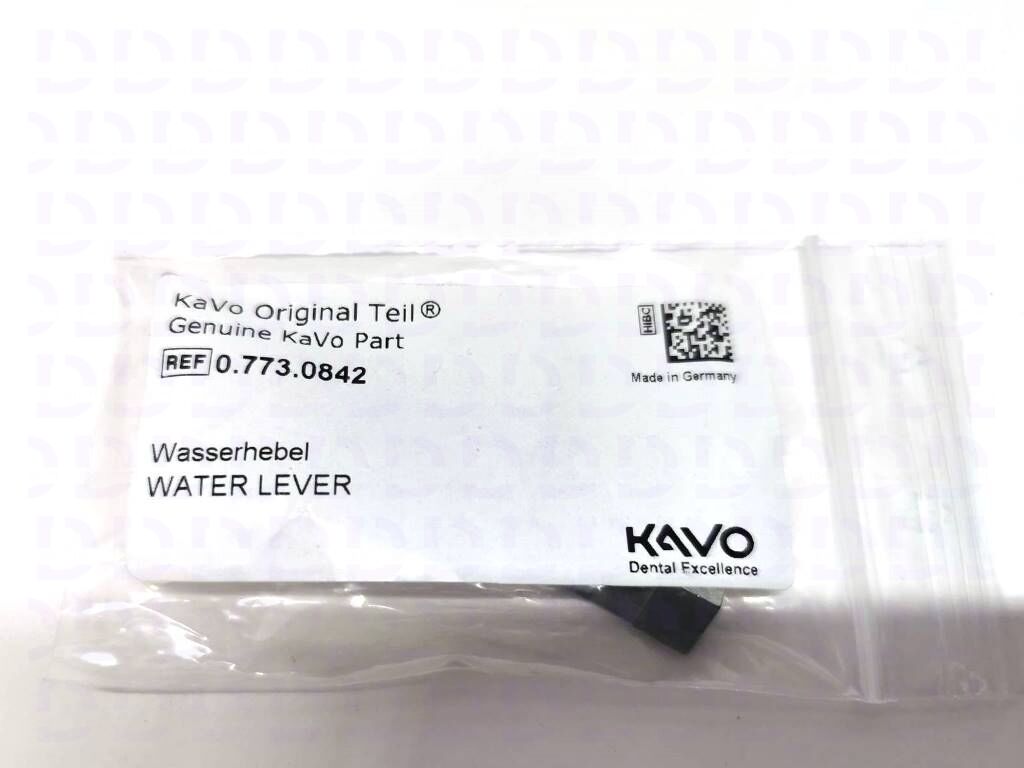 KaVo Original Teil®
Genuine KaVo Part
REF 0.773.0842
HIBC
Made in Germany
Wasserhebel
WATER LEVER
KAVO
Dental Excellence